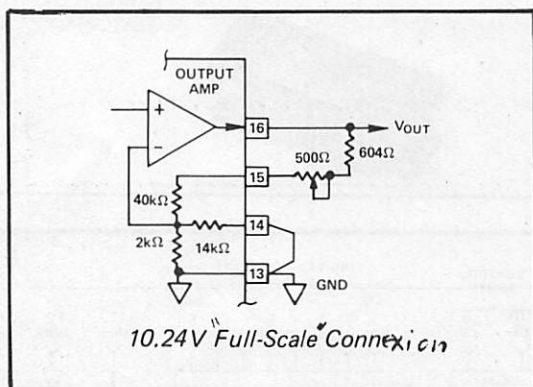 OUTPUT
AMP
+
16
VOUT
500Ω
604Ω
−
15
40kΩ
14
2kΩ
14kΩ
13
GND
10.24V "Full-Scale" Connexion